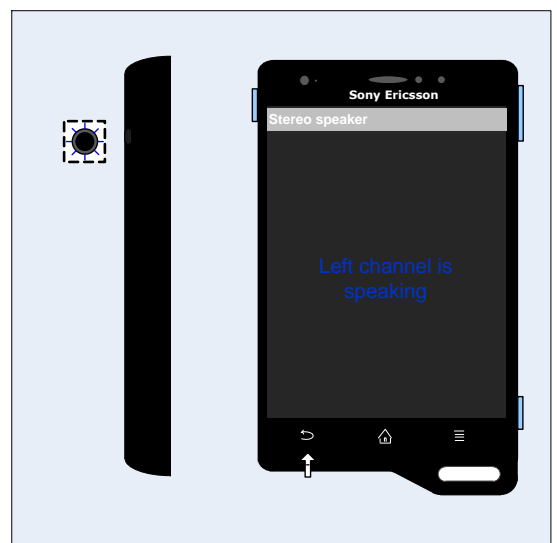 Sony Ericsson
Stereo speaker
Left channel is
speaking